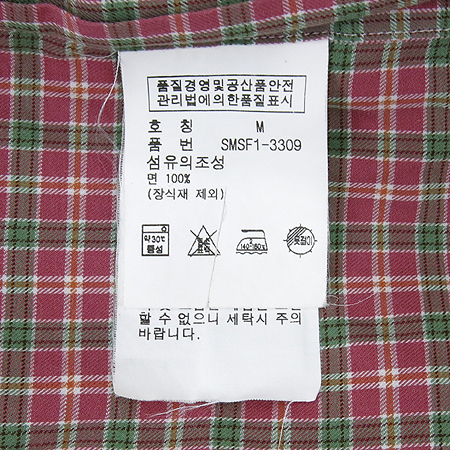 품질경영및공산품안전
관리법에의한품질표시
호 칭 M
품 번 SMSF1-3309
섬유의조성
면 100%
(장식재 제외)
약30℃
중성
140~160℃
옷걸이
할 수 없으니 세탁시 주의
바랍니다.